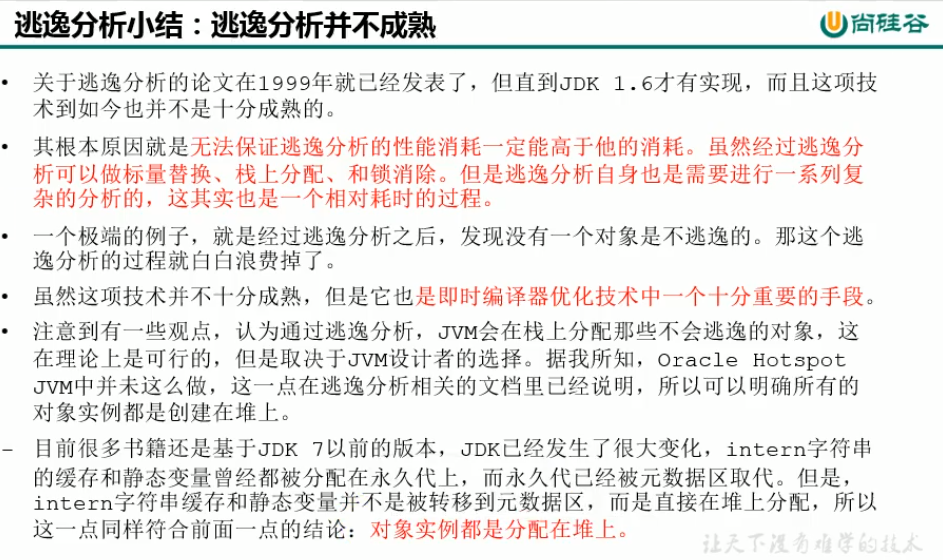 逃逸分析小结：逃逸分析并不成熟
尚硅谷
• 关于逃逸分析的论文在1999年就已经发表了，但直到JDK 1.6才有实现，而且这项技
术到如今也并不是十分成熟的。
• 其根本原因就是无法保证逃逸分析的性能消耗一定能高于他的消耗。虽然经过逃逸分
析可以做标量替换、栈上分配、和锁消除。但是逃逸分析自身也是需要进行一系列复
杂的分析的，这其实也是一个相对耗时的过程。
• 一个极端的例子，就是经过逃逸分析之后，发现没有一个对象是不逃逸的。那这个逃
逸分析的过程就白白浪费掉了。
• 虽然这项技术并不十分成熟，但是它也是即时编译器优化技术中一个十分重要的手段。
• 注意到有一些观点，认为通过逃逸分析，JVM会在栈上分配那些不会逃逸的对象，这
在理论上是可行的，但是取决于JVM设计者的选择。据我所知，Oracle Hotspot
JVM中并未这么做，这一点在逃逸分析相关的文档里已经说明，所以可以明确所有的
对象实例都是创建在堆上。
– 目前很多书籍还是基于JDK 7以前的版本，JDK已经发生了很大变化，intern字符串
的缓存和静态变量曾经都被分配在永久代上，而永久代已经被元数据区取代。但是，
intern字符串缓存和静态变量并不是被转移到元数据区，而是直接在堆上分配，所以
这一点同样符合前面一点的结论：对象实例都是分配在堆上。
让天下没有难学的技术